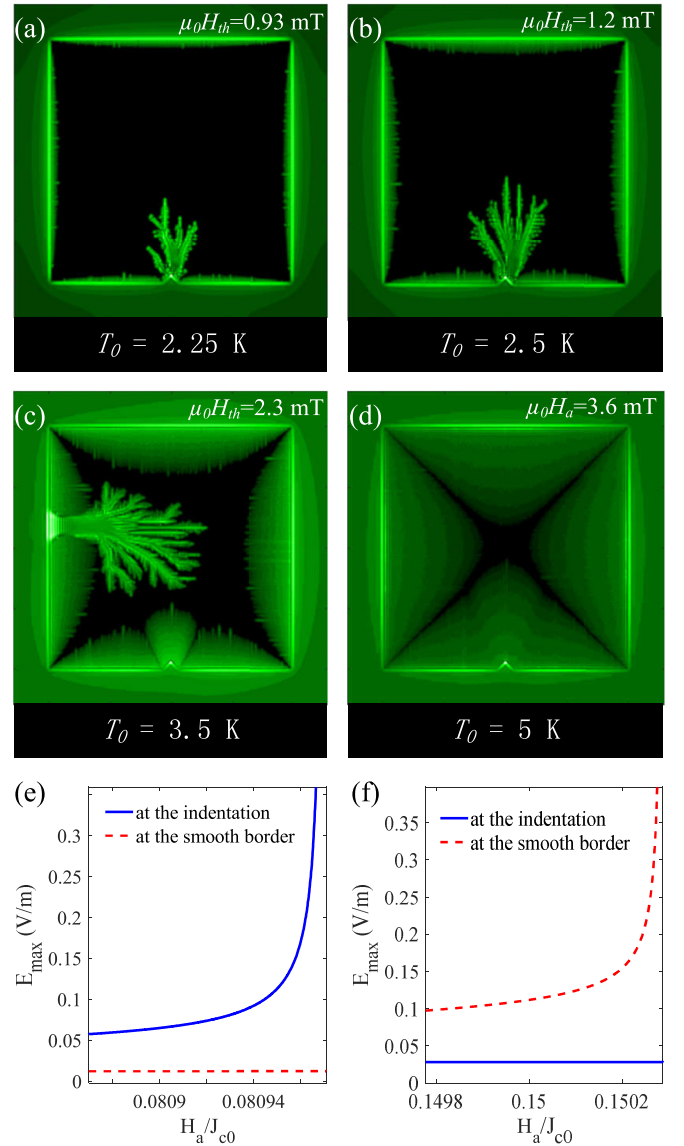 (a) μ₀Hₜₕ=0.93 mT
(b) μ₀Hₜₕ=1.2 mT
T₀ = 2.25 K
T₀ = 2.5 K
(c) μ₀Hₜₕ=2.3 mT
(d) μ₀Hₐ=3.6 mT
T₀ = 3.5 K
T₀ = 5 K
(e)
at the indentation
at the smooth border
0.3
0.25
0.2
0.15
0.1
0.05
0
E_max (V/m)
0.0809
0.08094
Hₐ/J_c0
(f)
at the indentation
at the smooth border
0.35
0.3
0.25
0.2
0.15
0.1
0.05
0
E_max (V/m)
0.1498
0.15
0.1502
Hₐ/J_c0